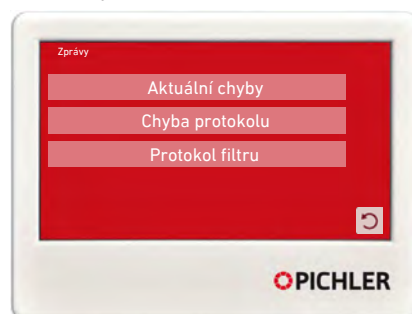 Zprávy
Aktuální chyby
Chyba protokolu
Protokol filtru
PICHLER